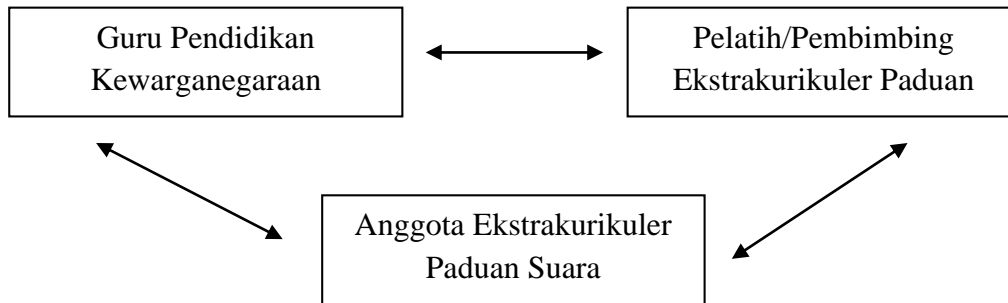 Guru Pendidikan
Kewarganegaraan
Pelatih/Pembimbing
Ekstrakurikuler Paduan
Anggota Ekstrakurikuler
Paduan Suara